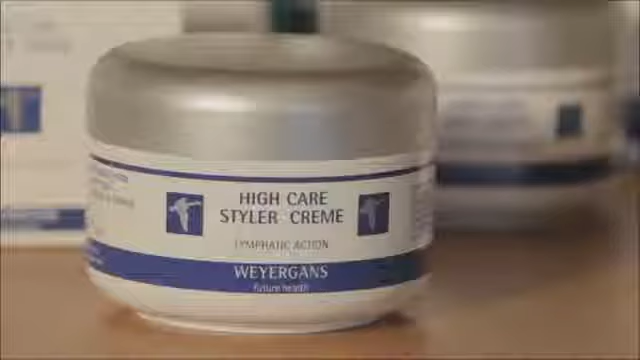 HIGH CARE
STYLER CREME
LYMPHATIC ACTION
WEYERGANS
future health